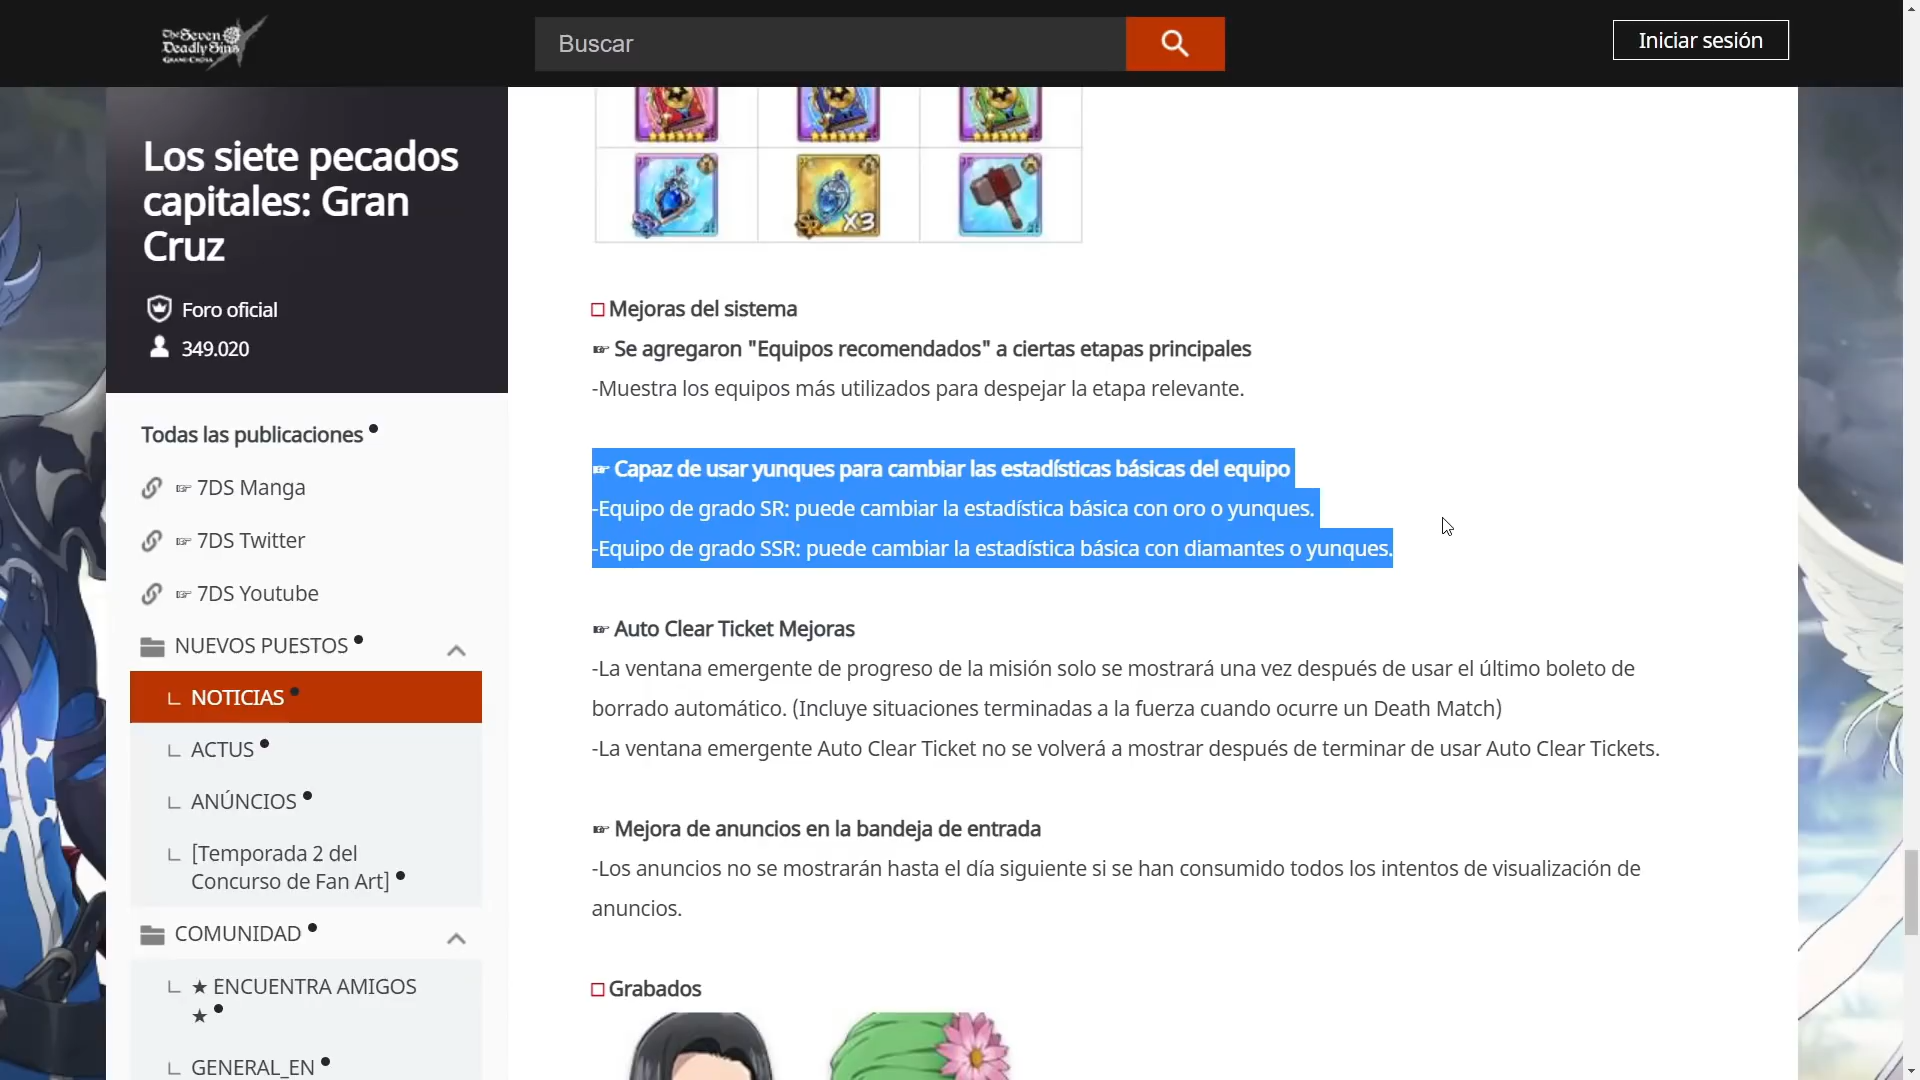 The Seven
Deadly Sins
GRAND CROSS
Buscar
Iniciar sesión
Los siete pecados
capitales: Gran
Cruz
Foro oficial
349.020
Todas las publicaciones
☞ 7DS Manga
☞ 7DS Twitter
☞ 7DS Youtube
NUEVOS PUESTOS
NOTICIAS
ACTUS
ANÚNCIOS
[Temporada 2 del
Concurso de Fan Art]
COMUNIDAD
★ ENCUENTRA AMIGOS
★
GENERAL_EN
SR
SR X3
□ Mejoras del sistema
☞ Se agregaron "Equipos recomendados" a ciertas etapas principales
-Muestra los equipos más utilizados para despejar la etapa relevante.
☞ Capaz de usar yunques para cambiar las estadísticas básicas del equipo
-Equipo de grado SR: puede cambiar la estadística básica con oro o yunques.
-Equipo de grado SSR: puede cambiar la estadística básica con diamantes o yunques.
☞ Auto Clear Ticket Mejoras
-La ventana emergente de progreso de la misión solo se mostrará una vez después de usar el último boleto de
borrado automático. (Incluye situaciones terminadas a la fuerza cuando ocurre un Death Match)
-La ventana emergente Auto Clear Ticket no se volverá a mostrar después de terminar de usar Auto Clear Tickets.
☞ Mejora de anuncios en la bandeja de entrada
-Los anuncios no se mostrarán hasta el día siguiente si se han consumido todos los intentos de visualización de
anuncios.
□ Grabados